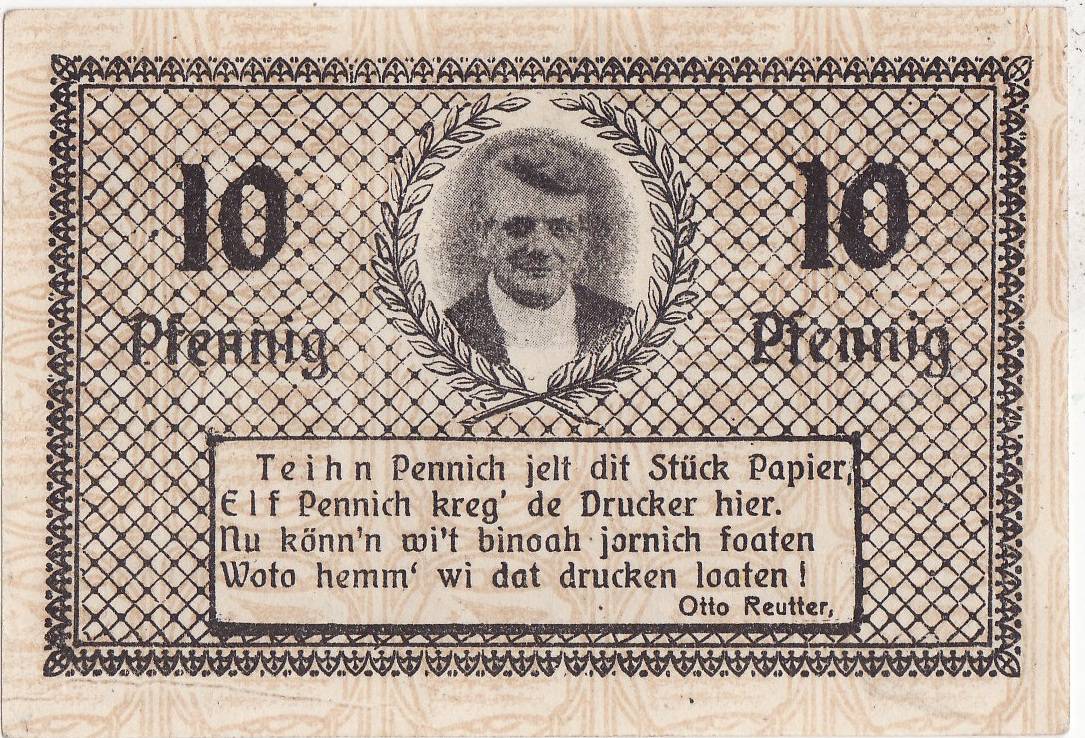 10 10
Pfennig Pfennig
Teihn Pennich jelt dit Stück Papier,
Elf Pennich kreg' de Drucker hier.
Nu könn'n wi't binoah jornich foaten
Woto hemm' wi dat drucken loaten!
Otto Reutter,